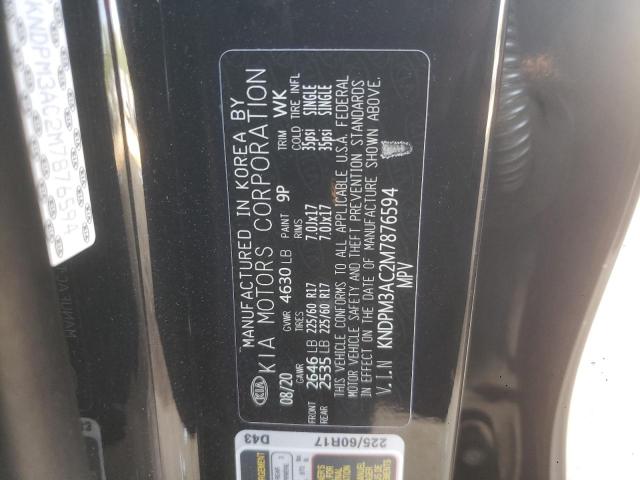 KNDPM3AC2M7876594
KIA
MANUFACTURED IN KOREA BY
KIA MOTORS CORPORATION
08/20 GVWR 4630 LB PAINT 9P TRIM WK
GAWR TIRES RIMS COLD TIRE INFL
FRONT 2646 LB 225/60 R17 7.0Jx17 35psi SINGLE
REAR 2535 LB 225/60 R17 7.0Jx17 35psi SINGLE
THIS VEHICLE CONFORMS TO ALL APPLICABLE U.S.A. FEDERAL
MOTOR VEHICLE SAFETY AND THEFT PREVENTION STANDARDS
IN EFFECT ON THE DATE OF MANUFACTURE SHOWN ABOVE.
V.I.N KNDPM3AC2M7876594
MPV
D43
225/60R17